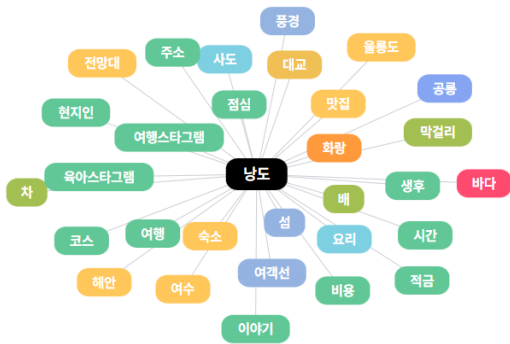 풍경
울릉도
주소
사도
대교
전망대
공룡
점심
맛집
현지인
여행스타그램
막걸리
화랑
낭도
육아스타그램
차
생후
바다
배
섬
코스
여행
숙소
요리
시간
여객선
적금
해안
여수
비용
이야기